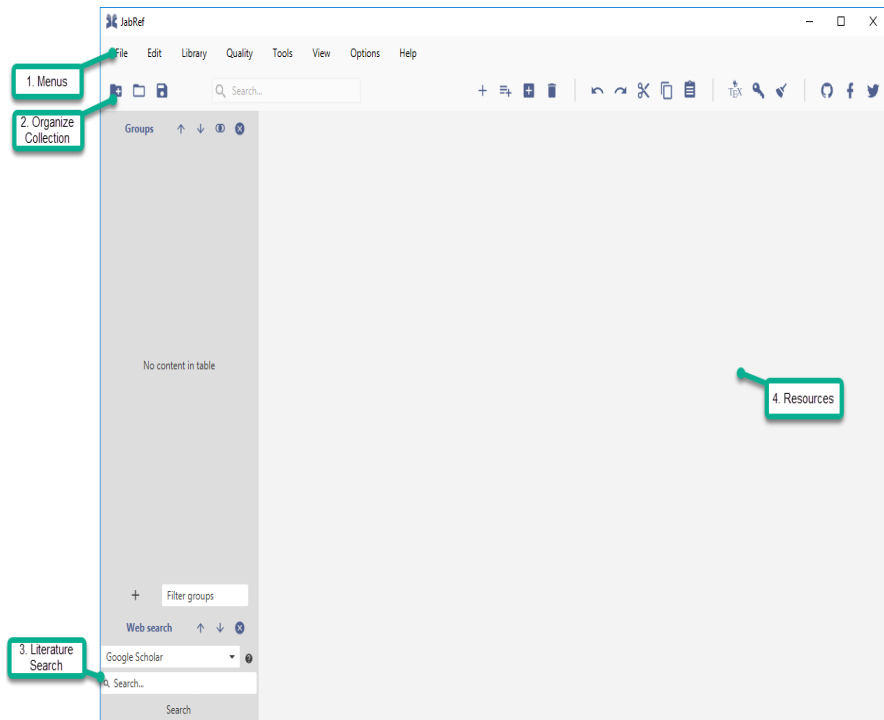 JabRef
File Edit Library Quality Tools View Options Help
1. Menus
Search...
TEX
2. Organize
Collection
Groups
No content in table
4. Resources
Filter groups
Web search
3. Literature
Search
Google Scholar
Search...
Search